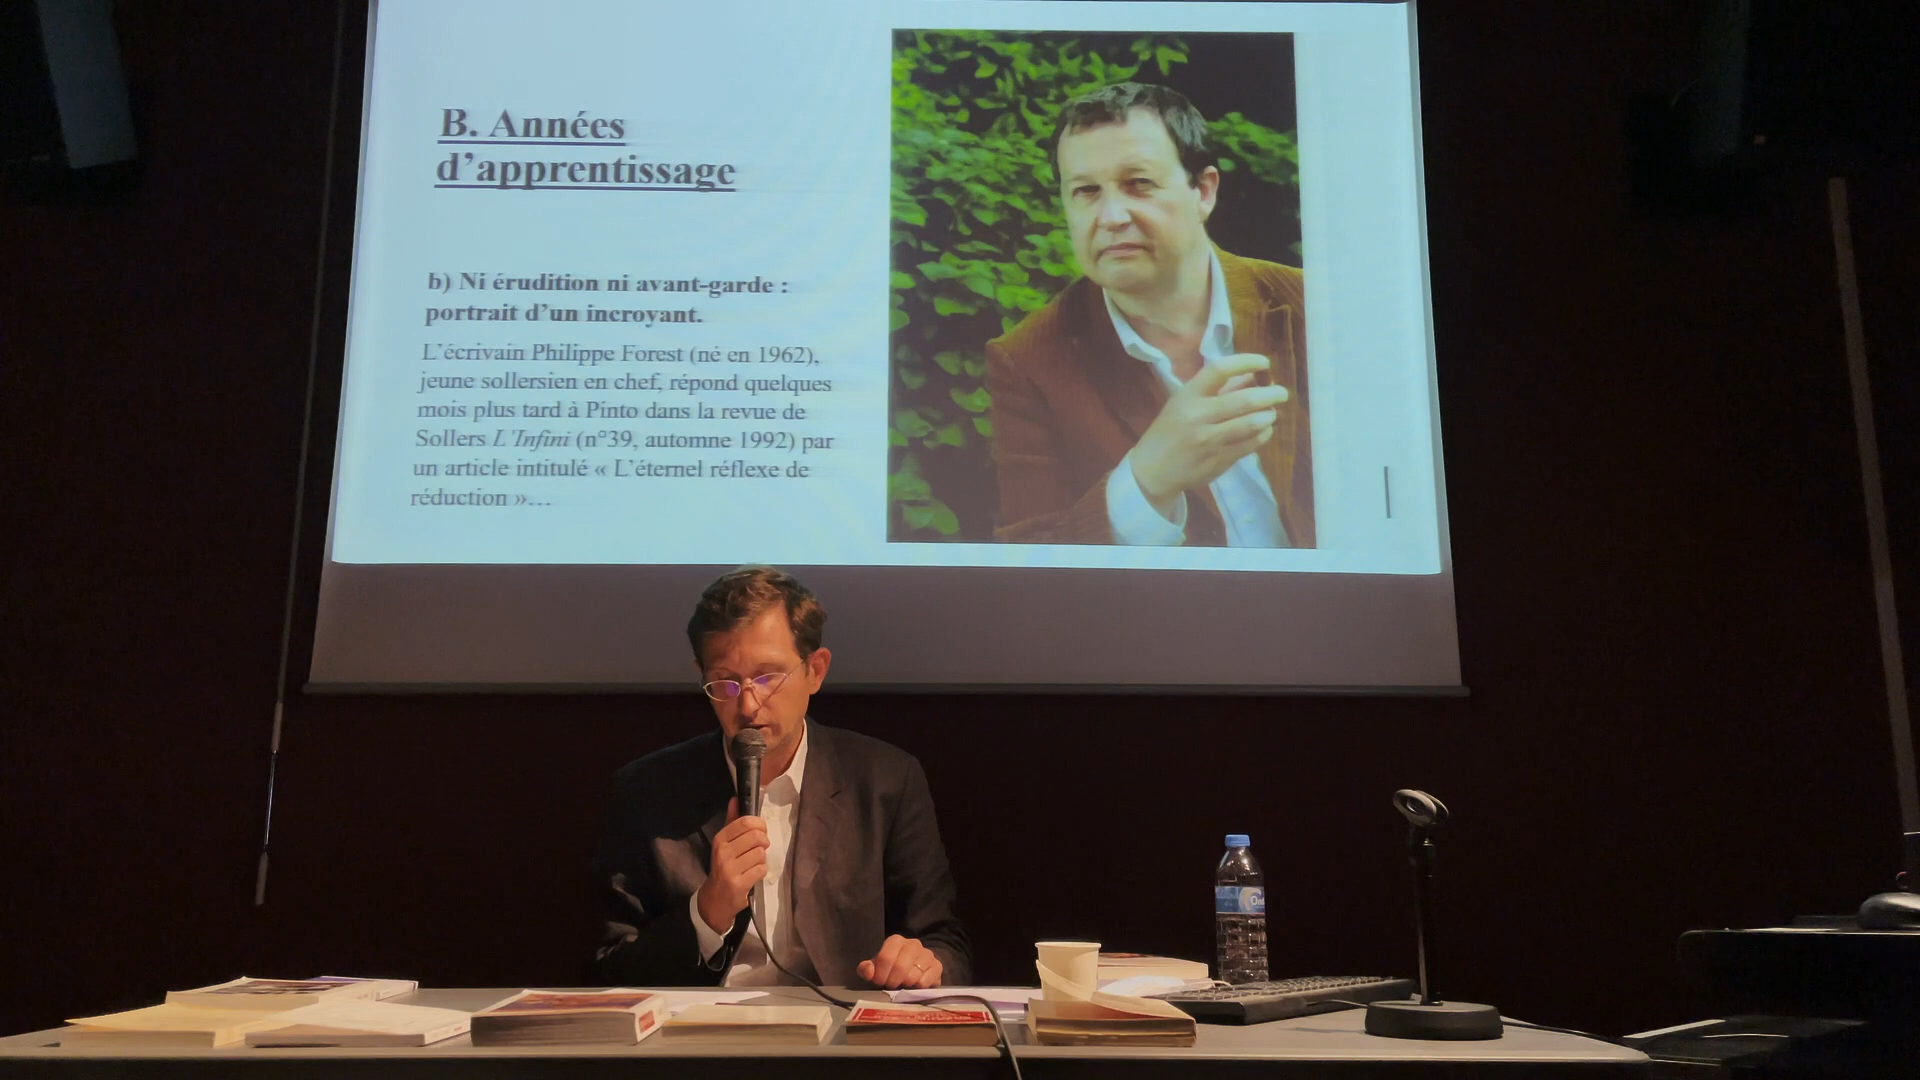 B. Années
d’apprentissage
b) Ni érudition ni avant-garde :
portrait d’un incroyant.
L’écrivain Philippe Forest (né en 1962),
jeune sollersien en chef, répond quelques
mois plus tard à Pinto dans la revue de
Sollers L’Infini (n°39, automne 1992) par
un article intitulé « L’éternel réflexe de
réduction »…